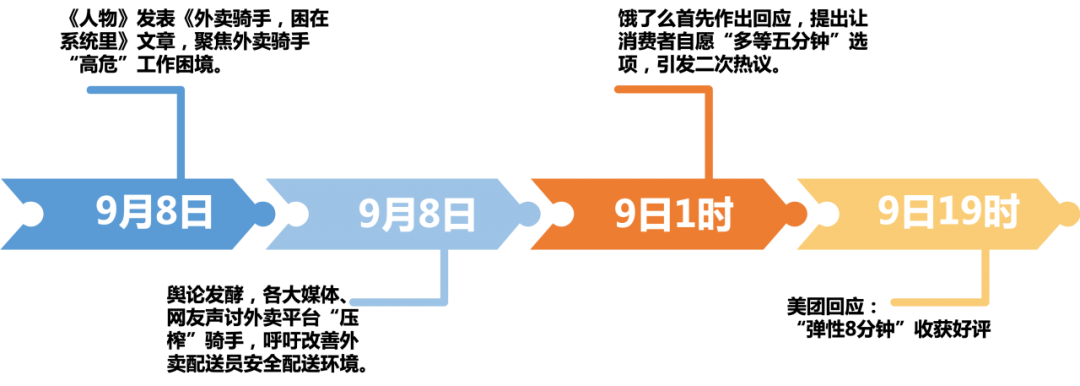 《人物》发表《外卖骑手，困在
系统里》文章，聚焦外卖骑手
“高危”工作困境。
饿了么首先作出回应，提出让
消费者自愿“多等五分钟”选
项，引发二次热议。
9月8日
9月8日
9日1时
9日19时
舆论发酵，各大媒体、
网友声讨外卖平台“压
榨”骑手，呼吁改善外
卖配送员安全配送环境。
美团回应：
“弹性8分钟”收获好评